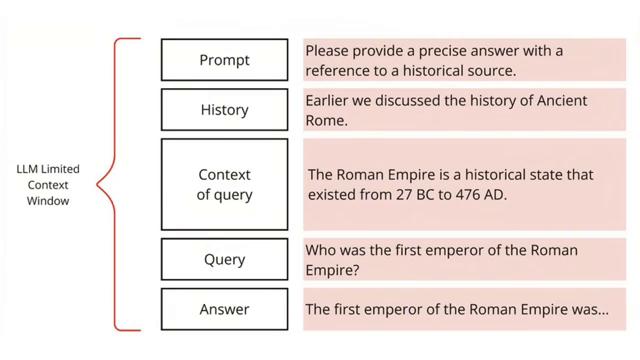 LLM Limited
Context
Window
Prompt
Please provide a precise answer with a
reference to a historical source.
History
Earlier we discussed the history of Ancient
Rome.
Context
of query
The Roman Empire is a historical state that
existed from 27 BC to 476 AD.
Query
Who was the first emperor of the Roman
Empire?
Answer
The first emperor of the Roman Empire was...